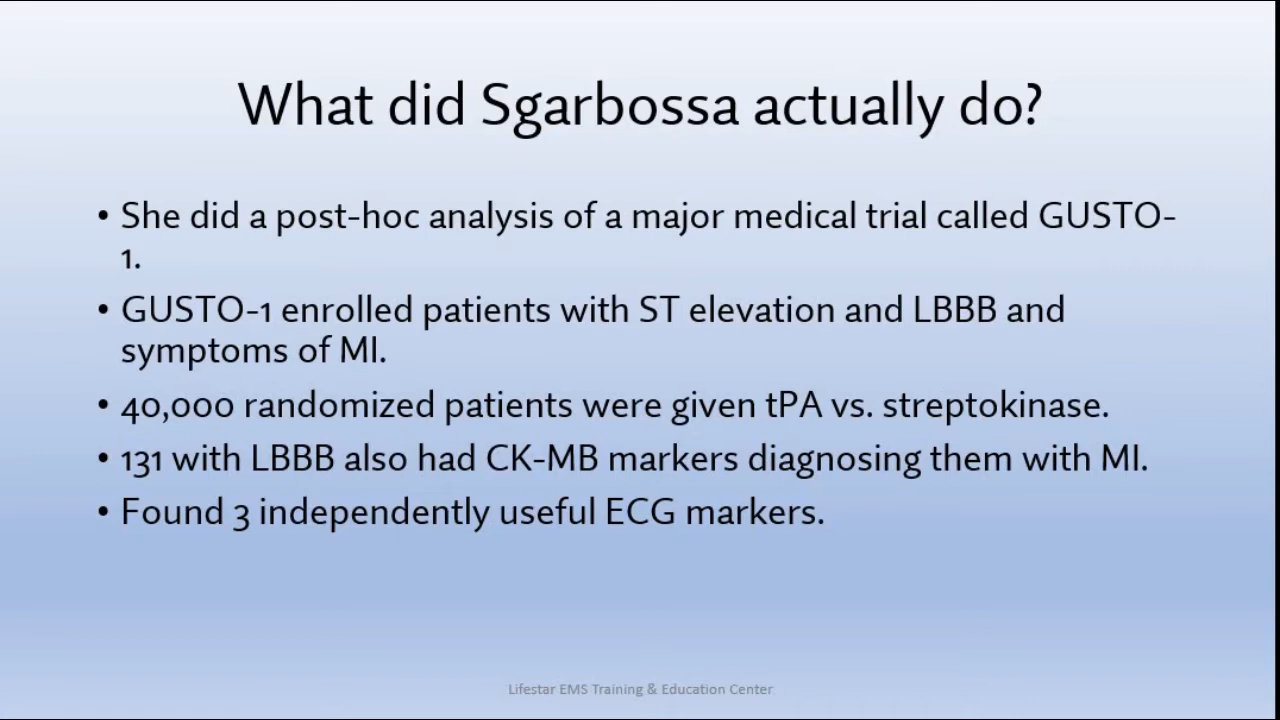 What did Sgarbossa actually do?
• She did a post-hoc analysis of a major medical trial called GUSTO-
1.
• GUSTO-1 enrolled patients with ST elevation and LBBB and
symptoms of MI.
• 40,000 randomized patients were given tPA vs. streptokinase.
• 131 with LBBB also had CK-MB markers diagnosing them with MI.
• Found 3 independently useful ECG markers.
Lifestar EMS Training & Education Center